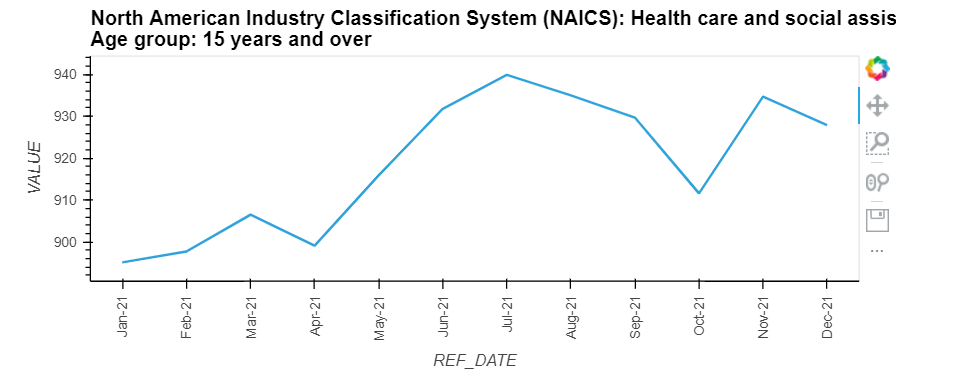 North American Industry Classification System (NAICS): Health care and social assis
Age group: 15 years and over
940
930
920
910
900
VALUE
Jan-21
Feb-21
Mar-21
Apr-21
May-21
Jun-21
Jul-21
Aug-21
Sep-21
Oct-21
Nov-21
Dec-21
REF_DATE